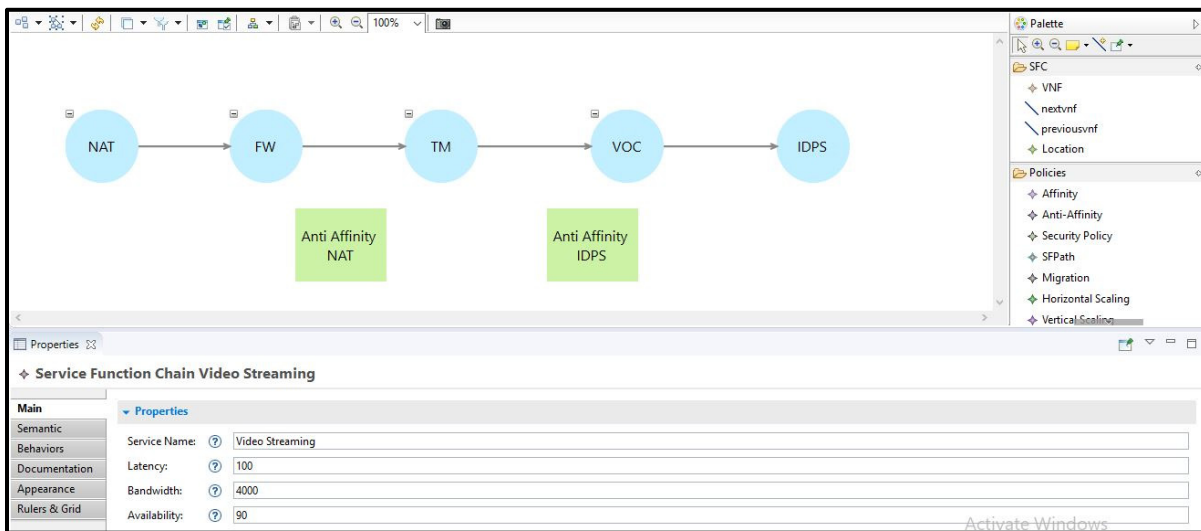 100%
Palette
SFC
VNF
nextvnf
previousvnf
Location
Policies
Affinity
Anti-Affinity
Security Policy
SFPath
Migration
Horizontal Scaling
Vertical Scaling
NAT
FW
TM
VOC
IDPS
Anti Affinity
NAT
Anti Affinity
IDPS
Properties
Service Function Chain Video Streaming
Main
Semantic
Behaviors
Documentation
Appearance
Rulers & Grid
Properties
Service Name: Video Streaming
Latency: 100
Bandwidth: 4000
Availability: 90
Activate Windows